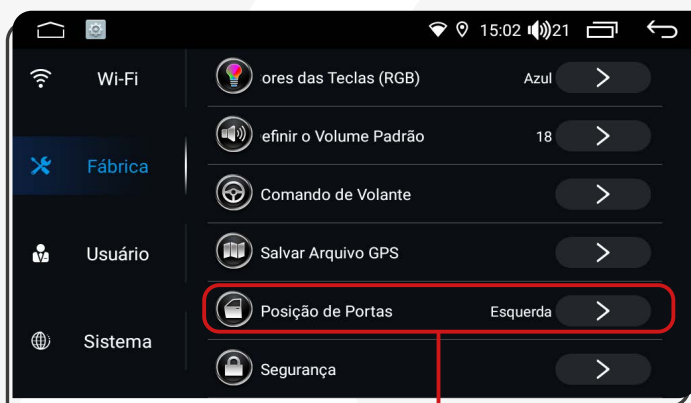 15:02 21
Wi-Fi
Fábrica
Usuário
Sistema
ores das Teclas (RGB) Azul
efinir o Volume Padrão 18
Comando de Volante
Salvar Arquivo GPS
Posição de Portas Esquerda
Segurança